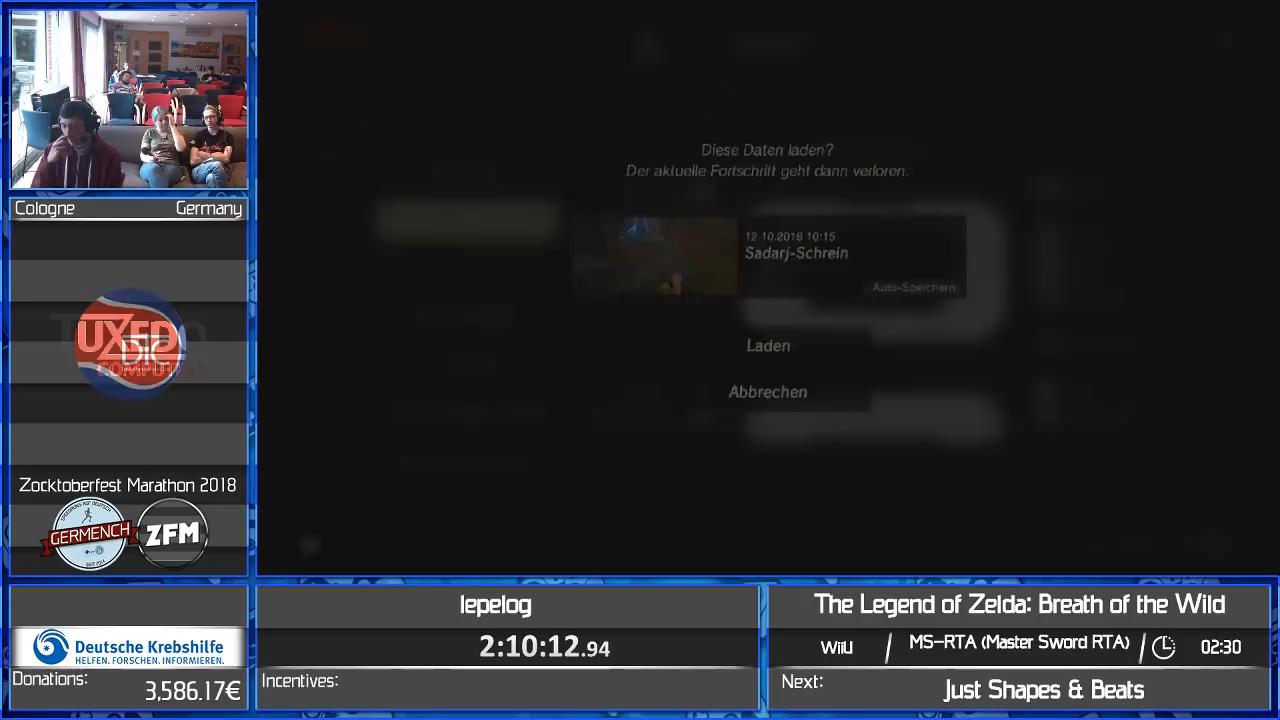 Diese Daten laden?
Der aktuelle Fortschritt geht dann verloren.
12.10.2018 10:15
Sadarj-Schrein
Auto-Speichern
Laden
Abbrechen
Cologne
Germany
Zocktoberfest Marathon 2018
GERMENCH
ZFM
Deutsche Krebshilfe
HELFEN. FORSCHEN. INFORMIEREN.
Donations:
3,586.17€
lepelog
2:10:12.94
Incentives:
The Legend of Zelda: Breath of the Wild
WiiU
MS-RTA (Master Sword RTA)
02:30
Next:
Just Shapes & Beats